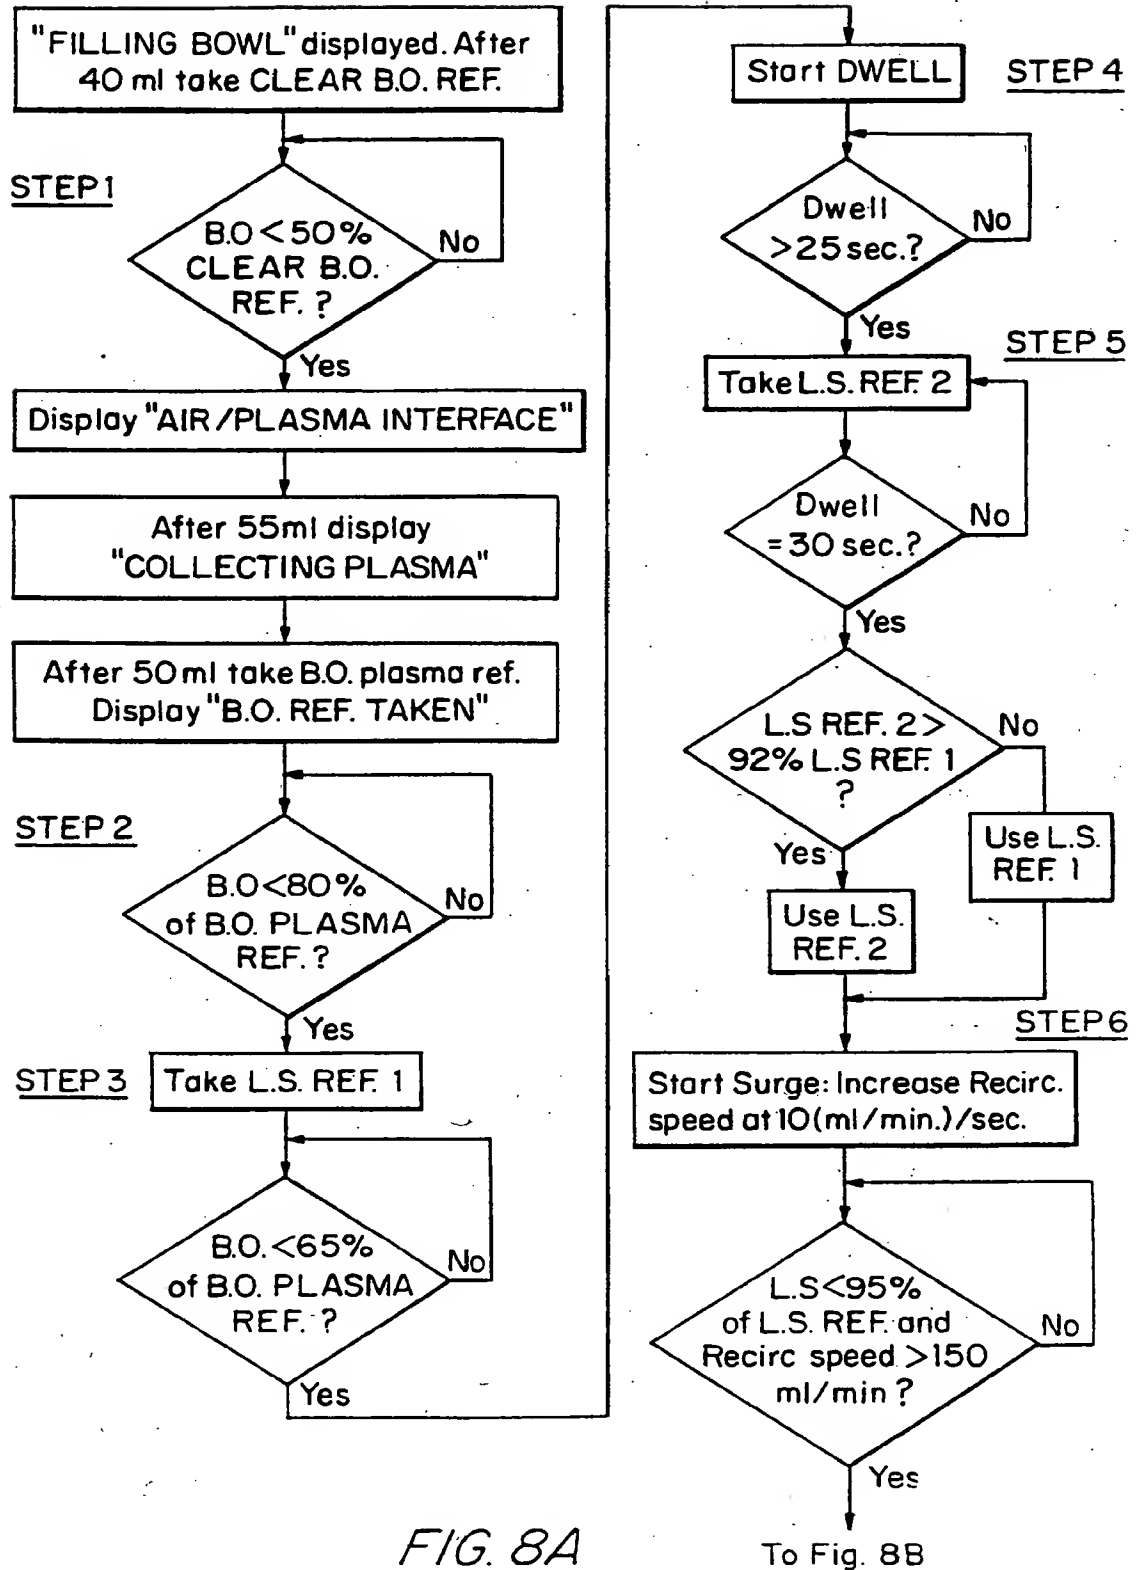 "FILLING BOWL" displayed. After
40 ml take CLEAR B.O. REF.
STEP 1
B.O < 50%
CLEAR B.O.
REF. ?
No
Yes
Display "AIR/PLASMA INTERFACE"
After 55ml display
"COLLECTING PLASMA"
After 50 ml take B.O. plasma ref.
Display "B.O. REF. TAKEN"
STEP 2
B.O<80%
of B.O. PLASMA
REF. ?
No
Yes
STEP 3
Take L.S. REF. 1
B.O.<65%
of B.O. PLASMA
REF. ?
No
Yes
Start DWELL
STEP 4
Dwell
>25 sec.?
No
Yes
STEP 5
Take L.S. REF. 2
Dwell
=30 sec.?
No
Yes
L.S REF. 2 >
92% L.S REF. 1
?
No
Yes
Use L.S.
REF. 1
Use L.S.
REF. 2
STEP 6
Start Surge: Increase Recirc.
speed at 10(ml/min.)/sec.
L.S<95%
of L.S. REF. and
Recirc speed >150
ml/min ?
No
Yes
FIG. 8A
To Fig. 8B